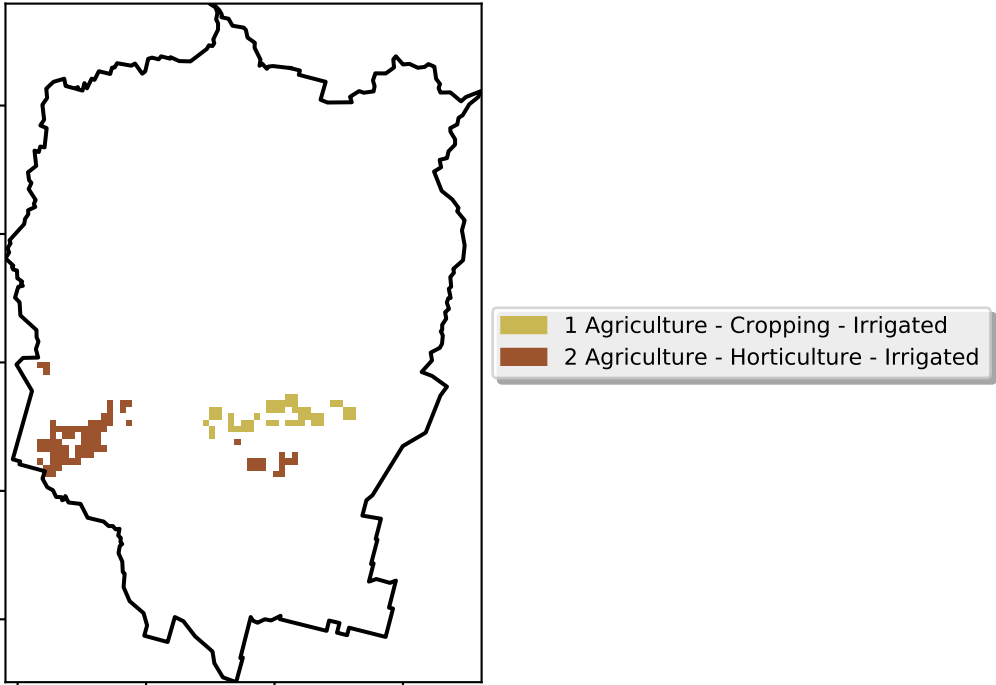 1 Agriculture - Cropping - Irrigated
2 Agriculture - Horticulture - Irrigated